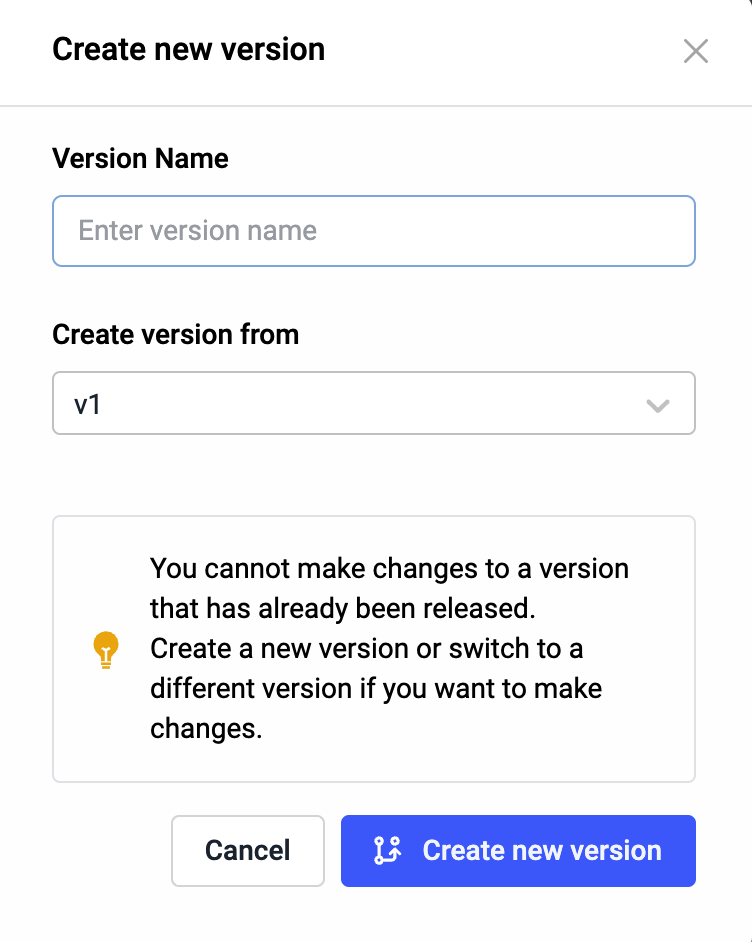 Create new version
Version Name
Enter version name
Create version from
v1
You cannot make changes to a version
that has already been released.
Create a new version or switch to a
different version if you want to make
changes.
Cancel
Create new version